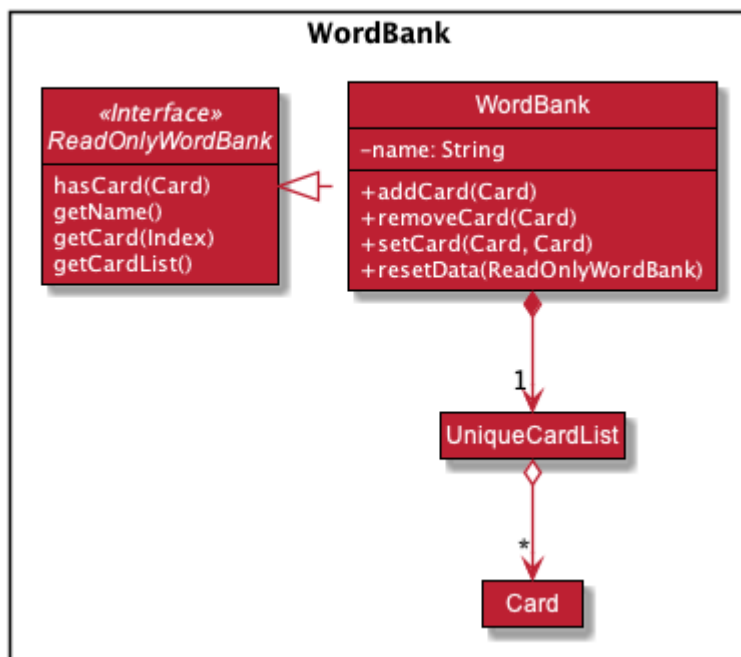 WordBank
«Interface»
ReadOnlyWordBank
hasCard(Card)
getName()
getCard(Index)
getCardList()
WordBank
-name: String
+addCard(Card)
+removeCard(Card)
+setCard(Card, Card)
+resetData(ReadOnlyWordBank)
1
UniqueCardList
*
Card